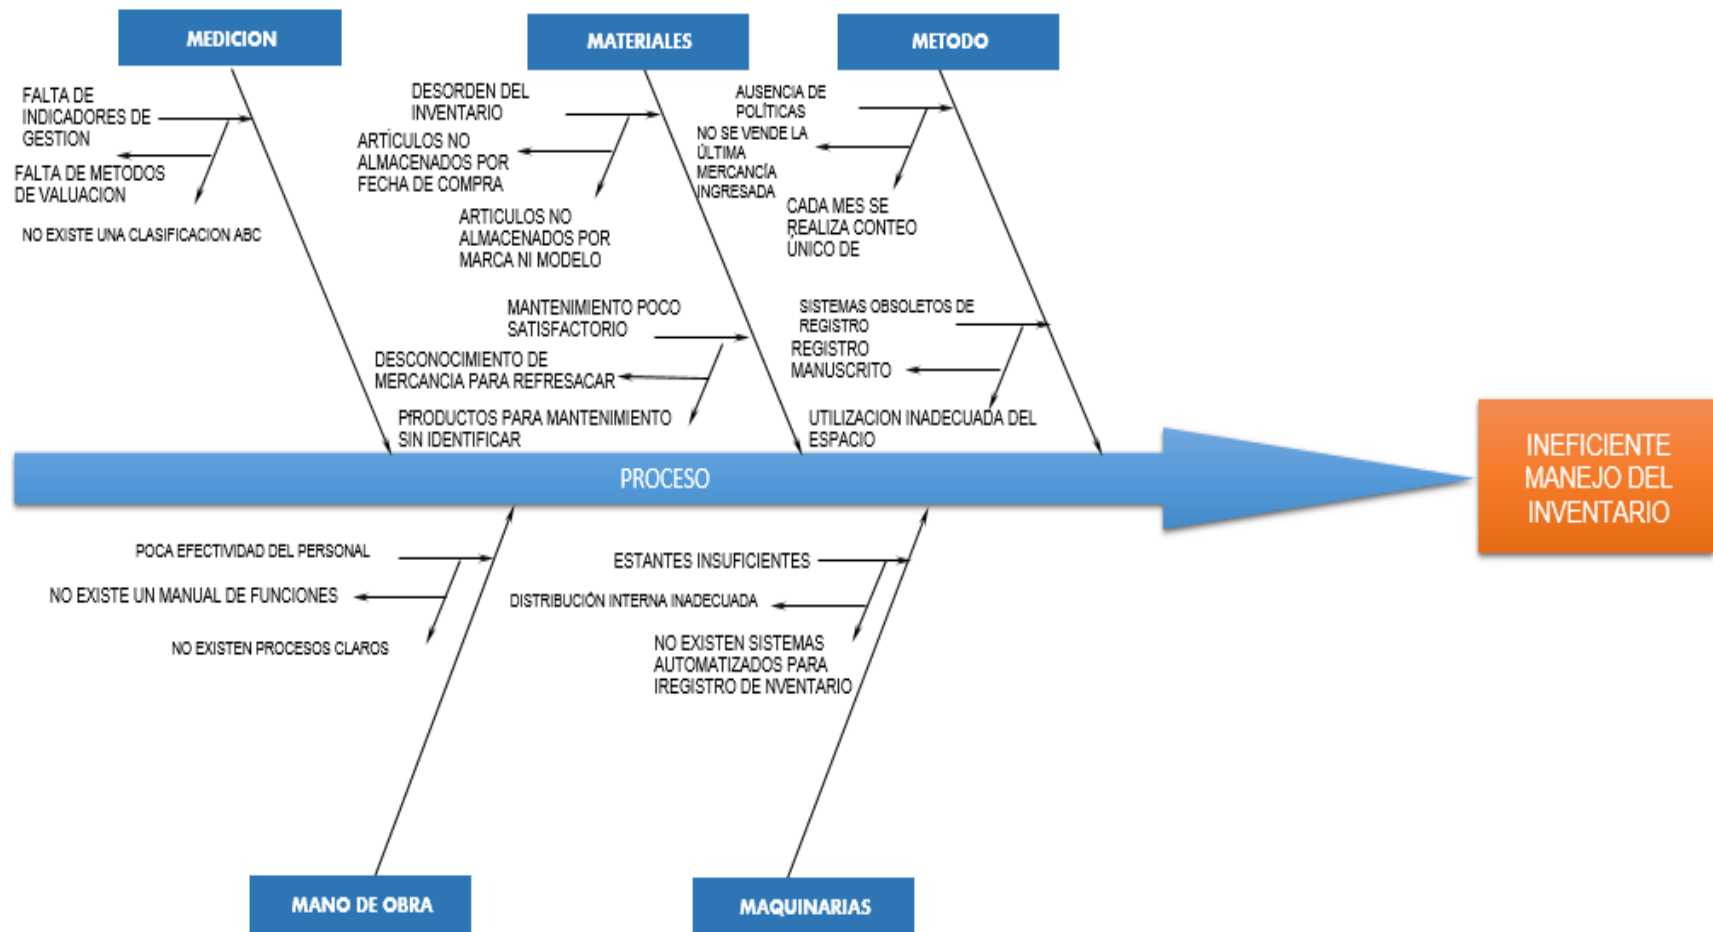 MEDICION
MATERIALES
METODO
FALTA DE
INDICADORES DE
GESTION
FALTA DE METODOS
DE VALUACION
NO EXISTE UNA CLASIFICACION ABC
DESORDEN DEL
INVENTARIO
ARTÍCULOS NO
ALMACENADOS POR
FECHA DE COMPRA
ARTICULOS NO
ALMACENADOS POR
MARCA NI MODELO
MANTENIMIENTO POCO
SATISFACTORIO
DESCONOCIMIENTO DE
MERCANCIA PARA REFRESACAR
PfRODUCTOS PARA MANTENIMIENTO
SIN IDENTIFICAR
AUSENCIA DE
POLÍTICAS
NO SE VENDE LA
ÚLTIMA
MERCANCÍA
INGRESADA
CADA MES SE
REALIZA CONTEO
ÚNICO DE
SISTEMAS OBSOLETOS DE
REGISTRO
REGISTRO
MANUSCRITO
UTILIZACION INADECUADA DEL
ESPACIO
PROCESO
INEFICIENTE
MANEJO DEL
INVENTARIO
POCA EFECTIVIDAD DEL PERSONAL
NO EXISTE UN MANUAL DE FUNCIONES
NO EXISTEN PROCESOS CLAROS
ESTANTES INSUFICIENTES
DISTRIBUCIÓN INTERNA INADECUADA
NO EXISTEN SISTEMAS
AUTOMATIZADOS PARA
IREGISTRO DE NVENTARIO
MANO DE OBRA
MAQUINARIAS